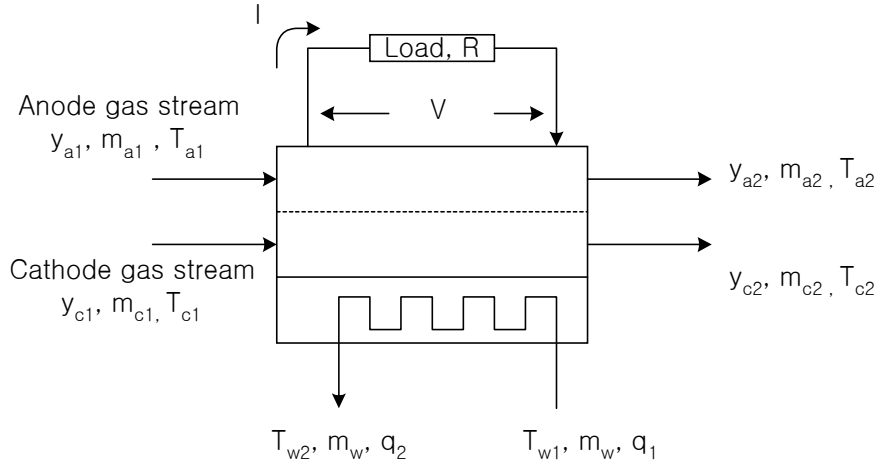 I
Load, R
V
Anode gas stream
y_a1, m_a1 , T_a1
y_a2, m_a2 , T_a2
Cathode gas stream
y_c1, m_c1, T_c1
y_c2, m_c2 , T_c2
T_w2, m_w, q_2
T_w1, m_w, q_1